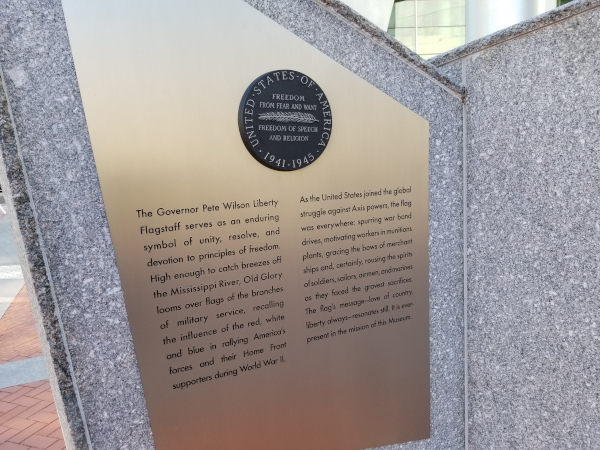 UNITED·STATES·OF·AMERICA
FREEDOM
FROM FEAR AND WANT
FREEDOM OF SPEECH
AND RELIGION
·1941-1945·
The Governor Pete Wilson Liberty
Flagstaff serves as an enduring
symbol of unity, resolve, and
devotion to principles of freedom.
High enough to catch breezes off
the Mississippi River, Old Glory
looms over flags of the branches
of military service, recalling
the influence of the red, white
and blue in rallying America's
forces and their Home Front
supporters during World War II.
As the United States joined the global
struggle against Axis powers, the flag
was everywhere: spurring war bond
drives, motivating workers in munitions
plants, gracing the bows of merchant
ships and, certainly, rousing the spirits
of soldiers, sailors, airmen, and marines
as they faced the gravest sacrifices.
The flag's message—love of country,
liberty always—resonates still. It is ever-
present in the mission of this Museum.